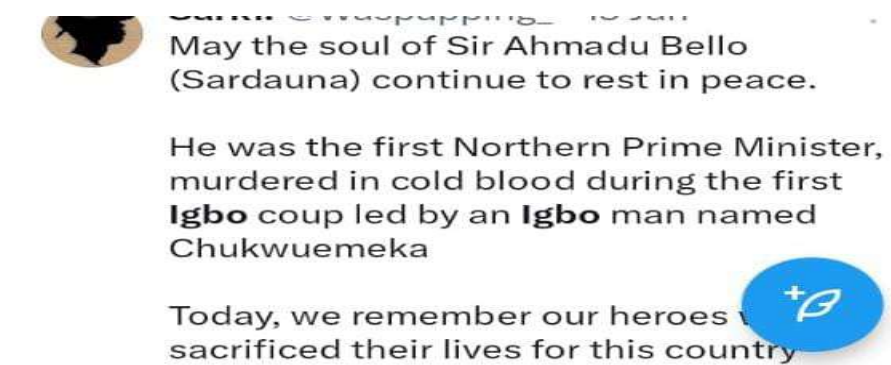 May the soul of Sir Ahmadu Bello
(Sardauna) continue to rest in peace.
He was the first Northern Prime Minister,
murdered in cold blood during the first
Igbo coup led by an Igbo man named
Chukwuemeka
Today, we remember our heroes
sacrificed their lives for this country